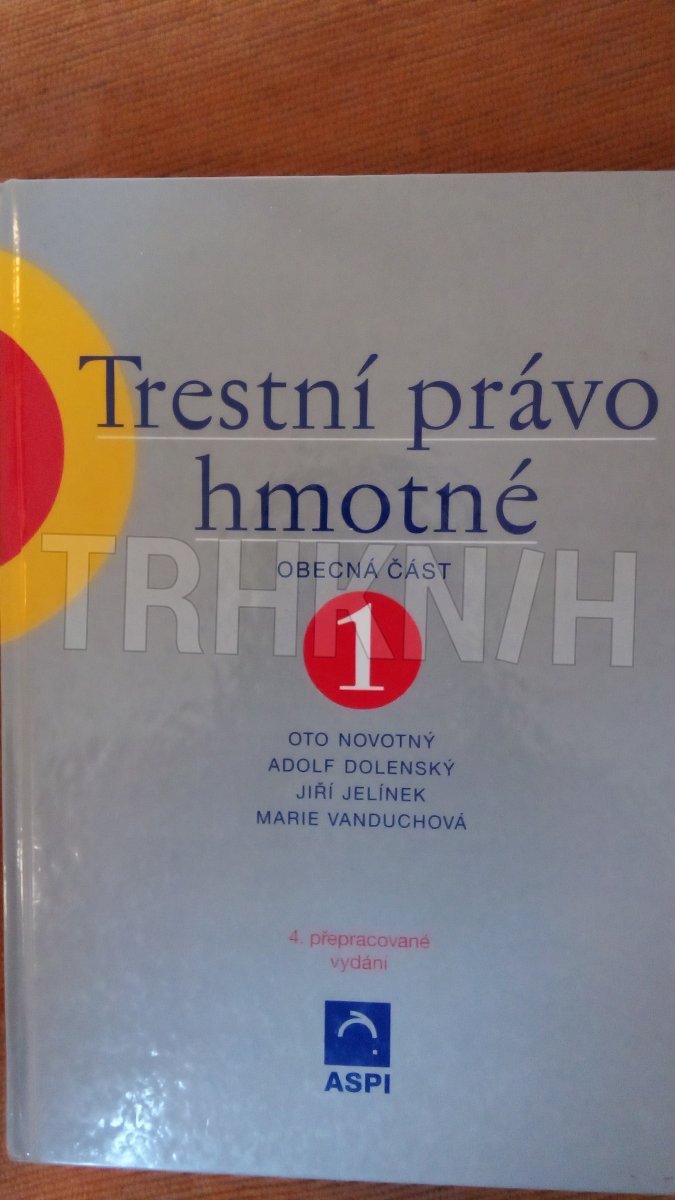 Trestní právo
hmotné
OBECNÁ ČÁST
TRHKNIH
1
OTO NOVOTNÝ
ADOLF DOLENSKÝ
JIŘÍ JELÍNEK
MARIE VANDUCHOVÁ
4. přepracované
vydání
ASPI